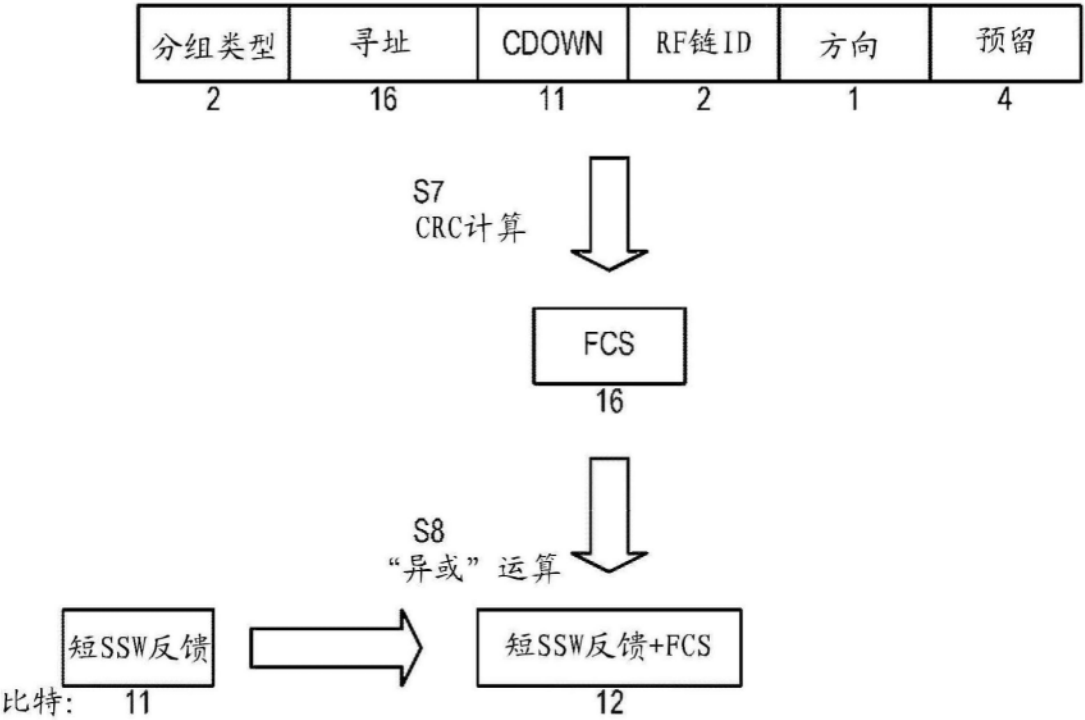 分组类型 寻址 CDOWN RF链ID 方向 预留
2 16 11 2 1 4
S7
CRC计算
FCS
16
S8
“异或”运算
短SSW反馈 短SSW反馈+FCS
比特: 11 12